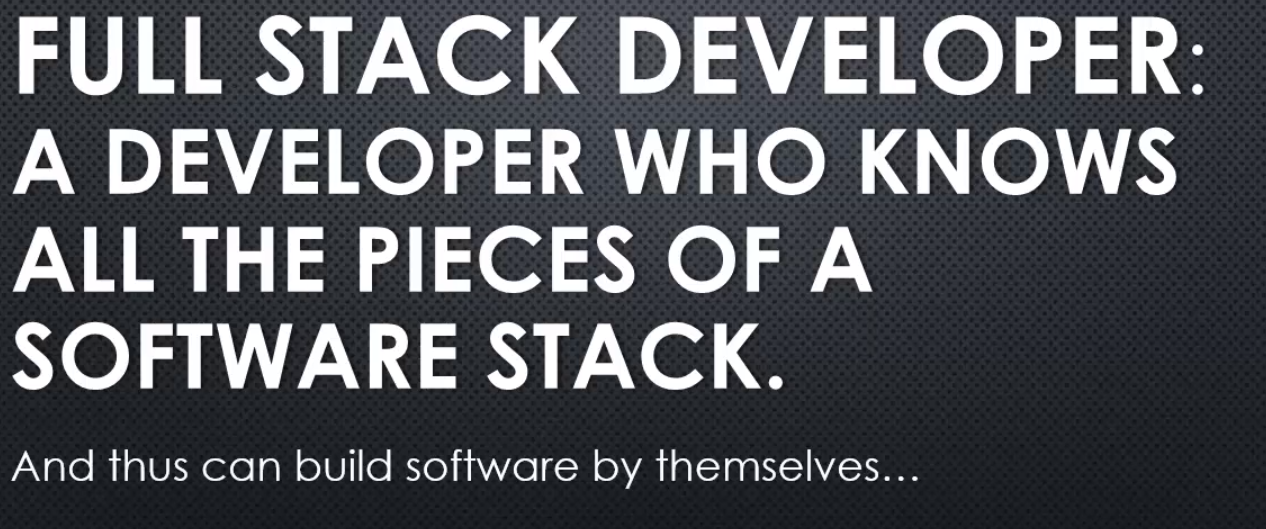 FULL STACK DEVELOPER:
A DEVELOPER WHO KNOWS
ALL THE PIECES OF A
SOFTWARE STACK.
And thus can build software by themselves...